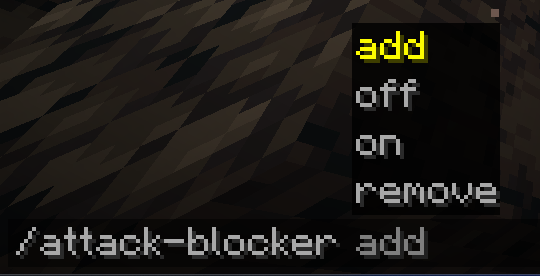 add
off
on
remove
/attack-blocker add